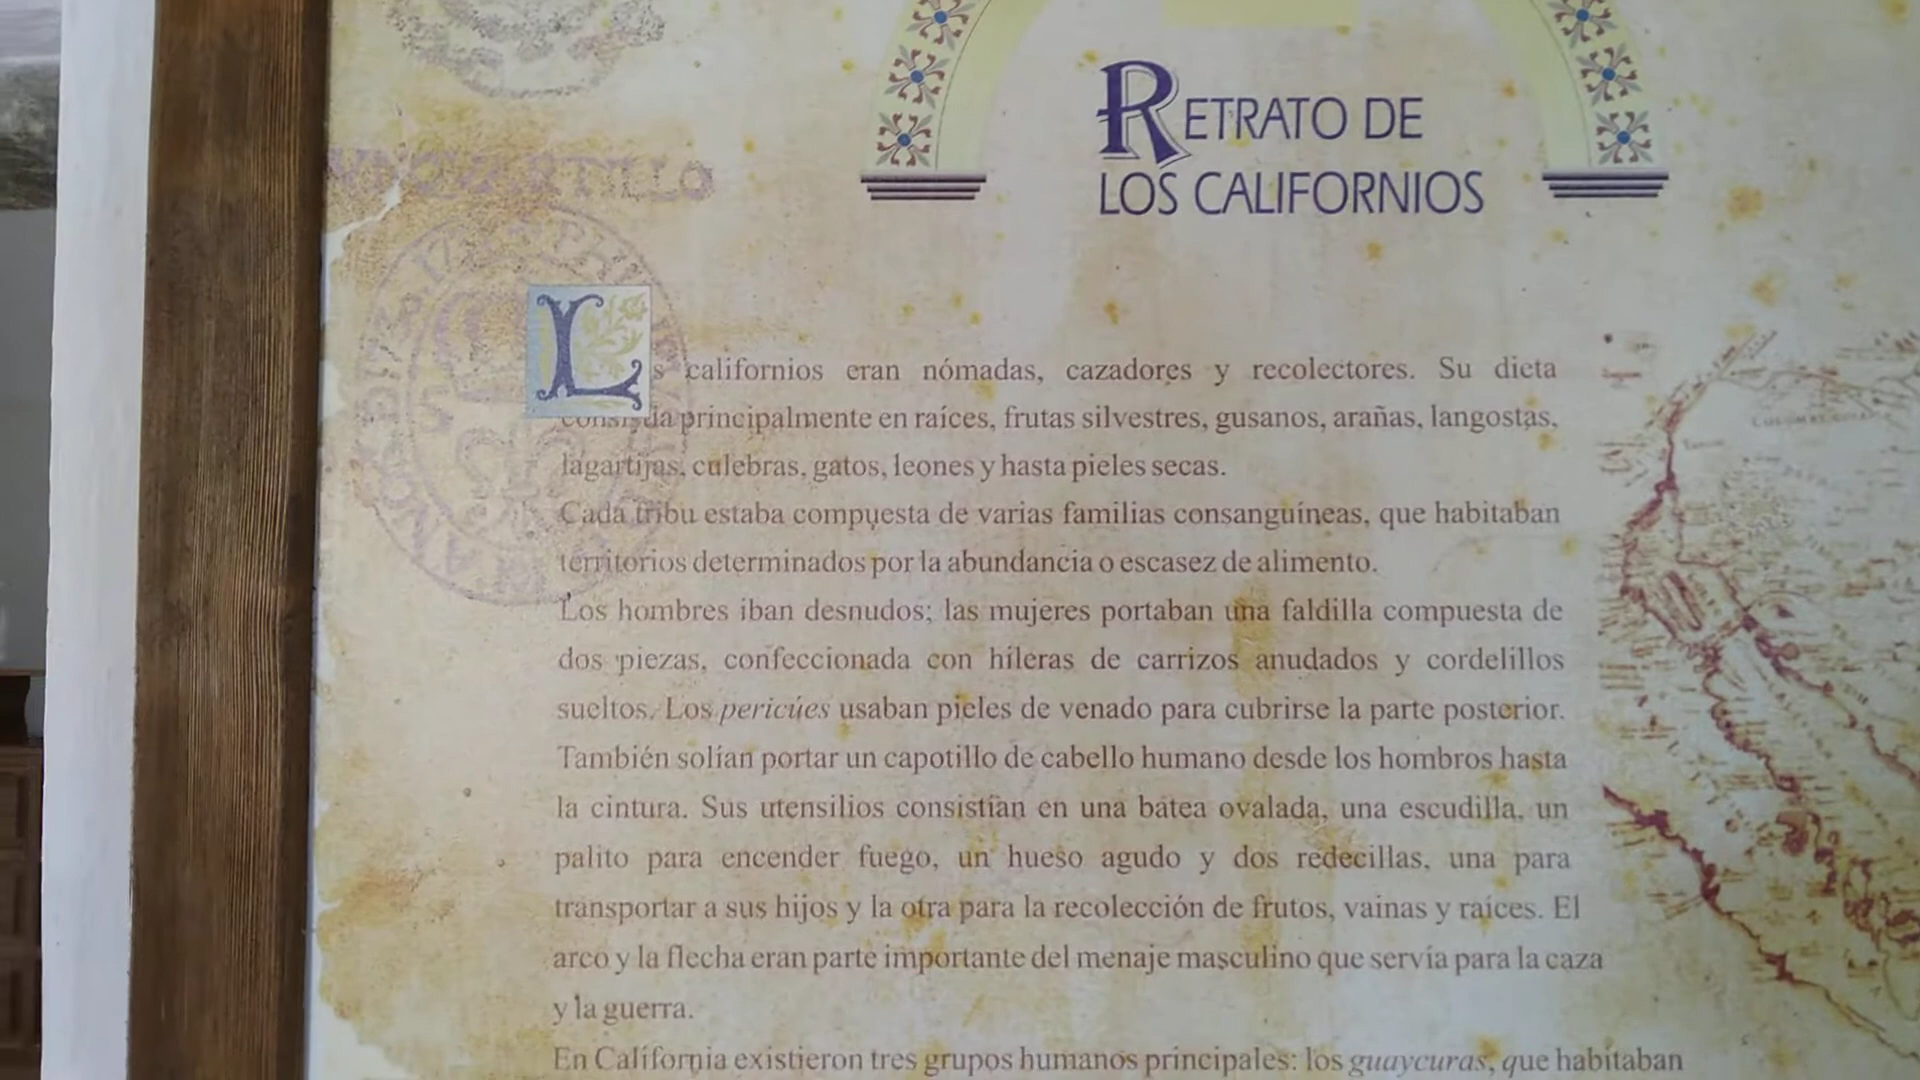 RETRATO DE
LOS CALIFORNIOS
L s californios eran nómadas, cazadores y recolectores. Su dieta
principalmente en raíces, frutas silvestres, gusanos, arañas, langostas,
lagartijas, culebras, gatos, leones y hasta pieles secas.
Cada tribu estaba compuesta de varias familias consanguíneas, que habitaban
territorios determinados por la abundancia o escasez de alimento.
Los hombres iban desnudos; las mujeres portaban una faldilla compuesta de
dos piezas, confeccionada con hileras de carrizos anudados y cordelillos
sueltos. Los pericúes usaban pieles de venado para cubrirse la parte posterior.
También solían portar un capotillo de cabello humano desde los hombros hasta
la cintura. Sus utensilios consistían en una batea ovalada, una escudilla, un
palito para encender fuego, un hueso agudo y dos redecillas, una para
transportar a sus hijos y la otra para la recolección de frutos, vainas y raíces. El
arco y la flecha eran parte importante del menaje masculino que servía para la caza
y la guerra.
En California existieron tres grupos humanos principales: los guaycuras, que habitaban